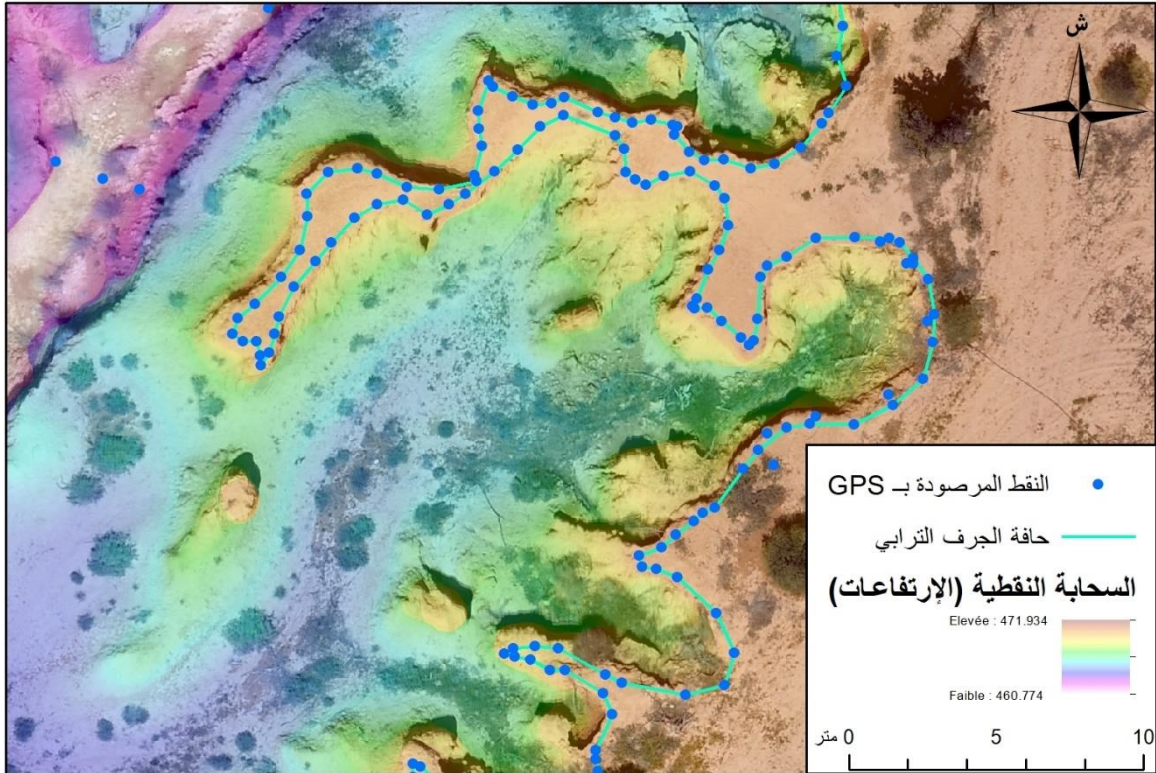 ش
النقط المرصودة بـ GPS
حافة الجرف الترابي
السحابة النقطية (الإرتفاعات)
Elevée : 471.934
Faible : 460.774
متر 0 5 10